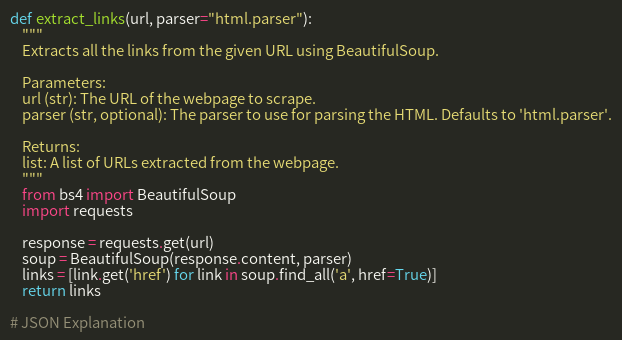 def extract_links(url, parser="html.parser"):
"""
Extracts all the links from the given URL using BeautifulSoup.
Parameters:
url (str): The URL of the webpage to scrape.
parser (str, optional): The parser to use for parsing the HTML. Defaults to 'html.parser'.
Returns:
list: A list of URLs extracted from the webpage.
"""
from bs4 import BeautifulSoup
import requests
response = requests.get(url)
soup = BeautifulSoup(response.content, parser)
links = [link.get('href') for link in soup.find_all('a', href=True)]
return links
# JSON Explanation